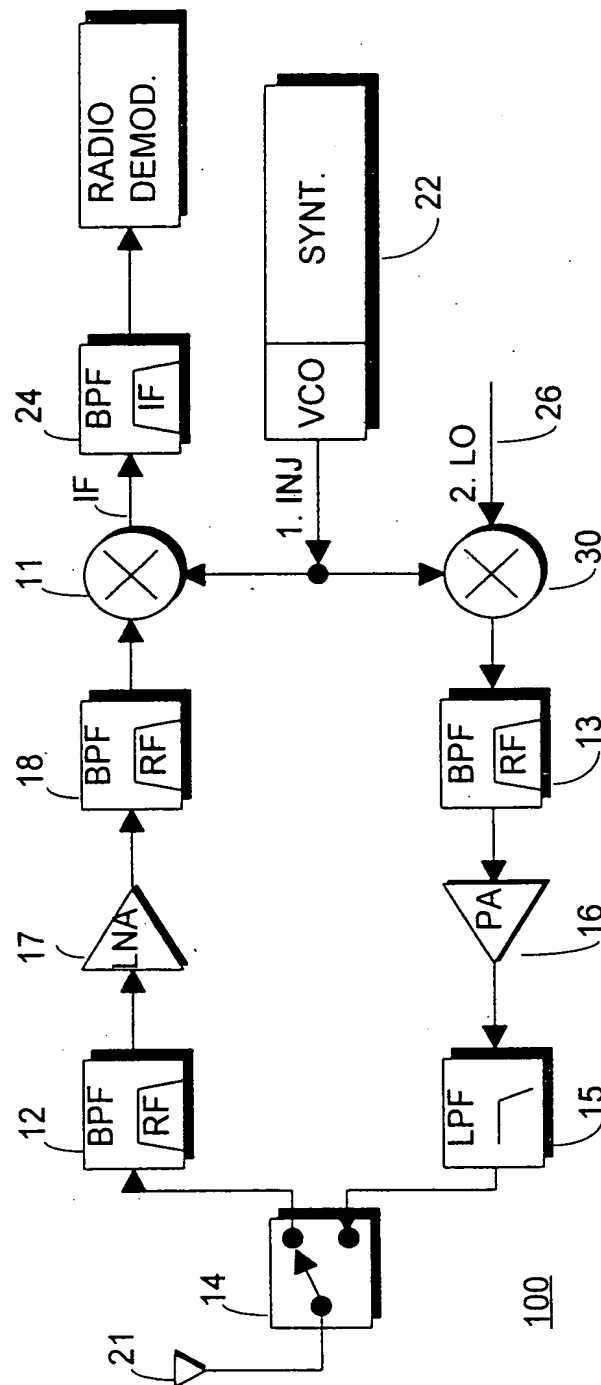 21
14
12
BPF
RF
17
LNA
18
BPF
RF
11
IF
24
BPF
IF
RADIO
DEMOD.
1. INJ
VCO
SYNT.
22
2. LO
26
30
BPF
RF
13
PA
16
LPF
15
100